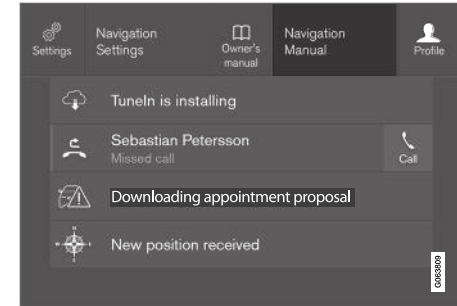 Settings
Navigation
Settings
Owner's
manual
Navigation
Manual
Profile
TuneIn is installing
Sebastian Petersson
Missed call
Call
Downloading appointment proposal
New position received
G063809